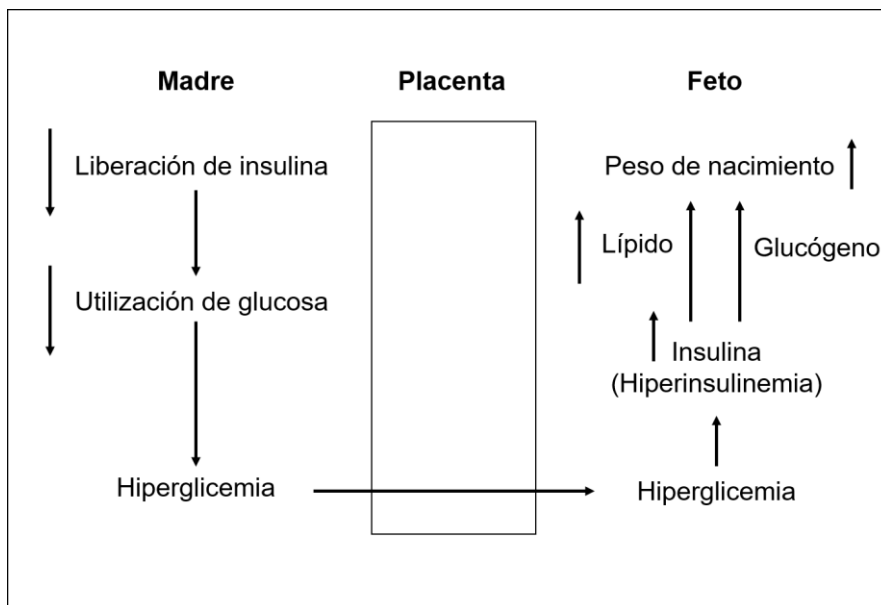 Madre
Placenta
Feto
Liberación de insulina
Peso de nacimiento
Lípido
Glucógeno
Utilización de glucosa
Insulina
(Hiperinsulinemia)
Hiperglicemia
Hiperglicemia